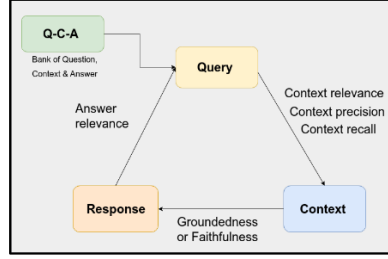 Q-C-A
Bank of Question,
Context & Answer
Query
Answer
relevance
Context relevance
Context precision
Context recall
Response
Groundedness
or Faithfulness
Context